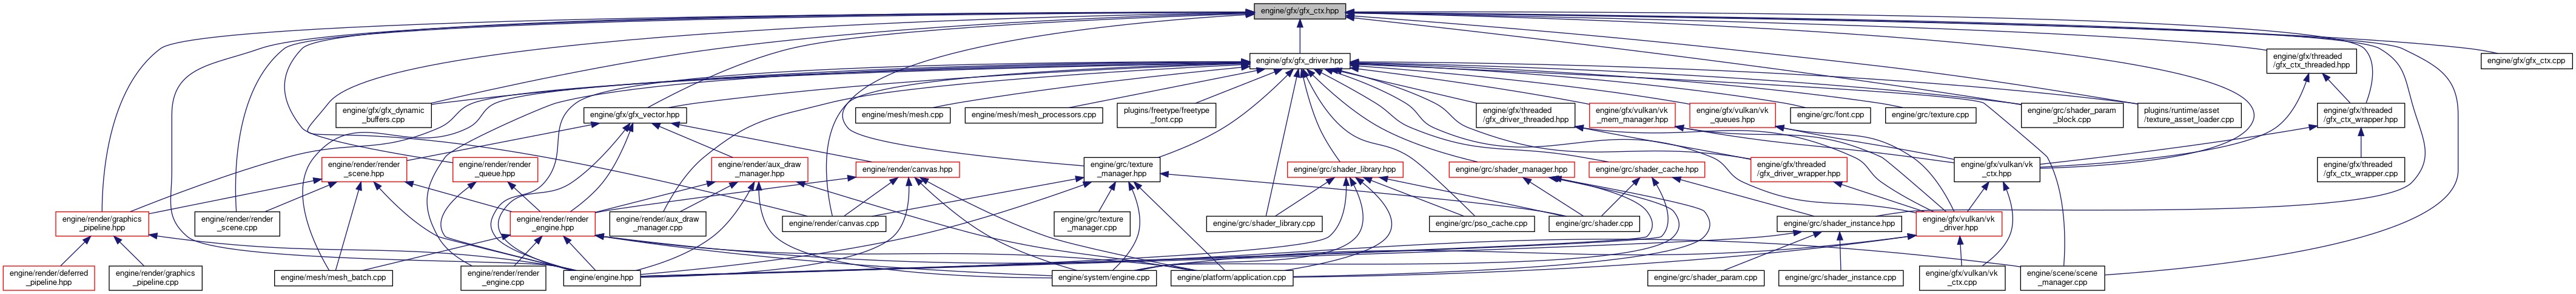 engine/gfx/gfx_ctx.hpp
engine/gfx/gfx_driver.hpp
engine/gfx/threaded
/gfx_ctx_threaded.hpp
engine/gfx/gfx_ctx.cpp
engine/gfx/gfx_dynamic
_buffers.cpp
engine/gfx/gfx_vector.hpp
engine/mesh/mesh.cpp
engine/mesh/mesh_processors.cpp
plugins/freetype/freetype
_font.cpp
engine/gfx/threaded
/gfx_driver_threaded.hpp
engine/gfx/vulkan/vk
_mem_manager.hpp
engine/gfx/vulkan/vk
_queues.hpp
engine/grc/font.cpp
engine/grc/texture.cpp
engine/grc/shader_param
_block.cpp
plugins/runtime/asset
/texture_asset_loader.cpp
engine/gfx/threaded
/gfx_ctx_wrapper.hpp
engine/render/render
_scene.hpp
engine/render/render
_queue.hpp
engine/render/aux_draw
_manager.hpp
engine/render/canvas.hpp
engine/grc/texture
_manager.hpp
engine/grc/shader_library.hpp
engine/grc/shader_manager.hpp
engine/grc/shader_cache.hpp
engine/gfx/threaded
/gfx_driver_wrapper.hpp
engine/gfx/vulkan/vk
_ctx.hpp
engine/gfx/threaded
/gfx_ctx_wrapper.cpp
engine/render/graphics
_pipeline.hpp
engine/render/render
_scene.cpp
engine/render/render
_engine.hpp
engine/render/aux_draw
_manager.cpp
engine/render/canvas.cpp
engine/grc/texture
_manager.cpp
engine/grc/shader_library.cpp
engine/grc/pso_cache.cpp
engine/grc/shader.cpp
engine/grc/shader_instance.hpp
engine/gfx/vulkan/vk
_driver.hpp
engine/render/deferred
_pipeline.hpp
engine/render/graphics
_pipeline.cpp
engine/mesh/mesh_batch.cpp
engine/render/render
_engine.cpp
engine/engine.hpp
engine/system/engine.cpp
engine/platform/application.cpp
engine/grc/shader_param.cpp
engine/grc/shader_instance.cpp
engine/gfx/vulkan/vk
_ctx.cpp
engine/scene/scene
_manager.cpp